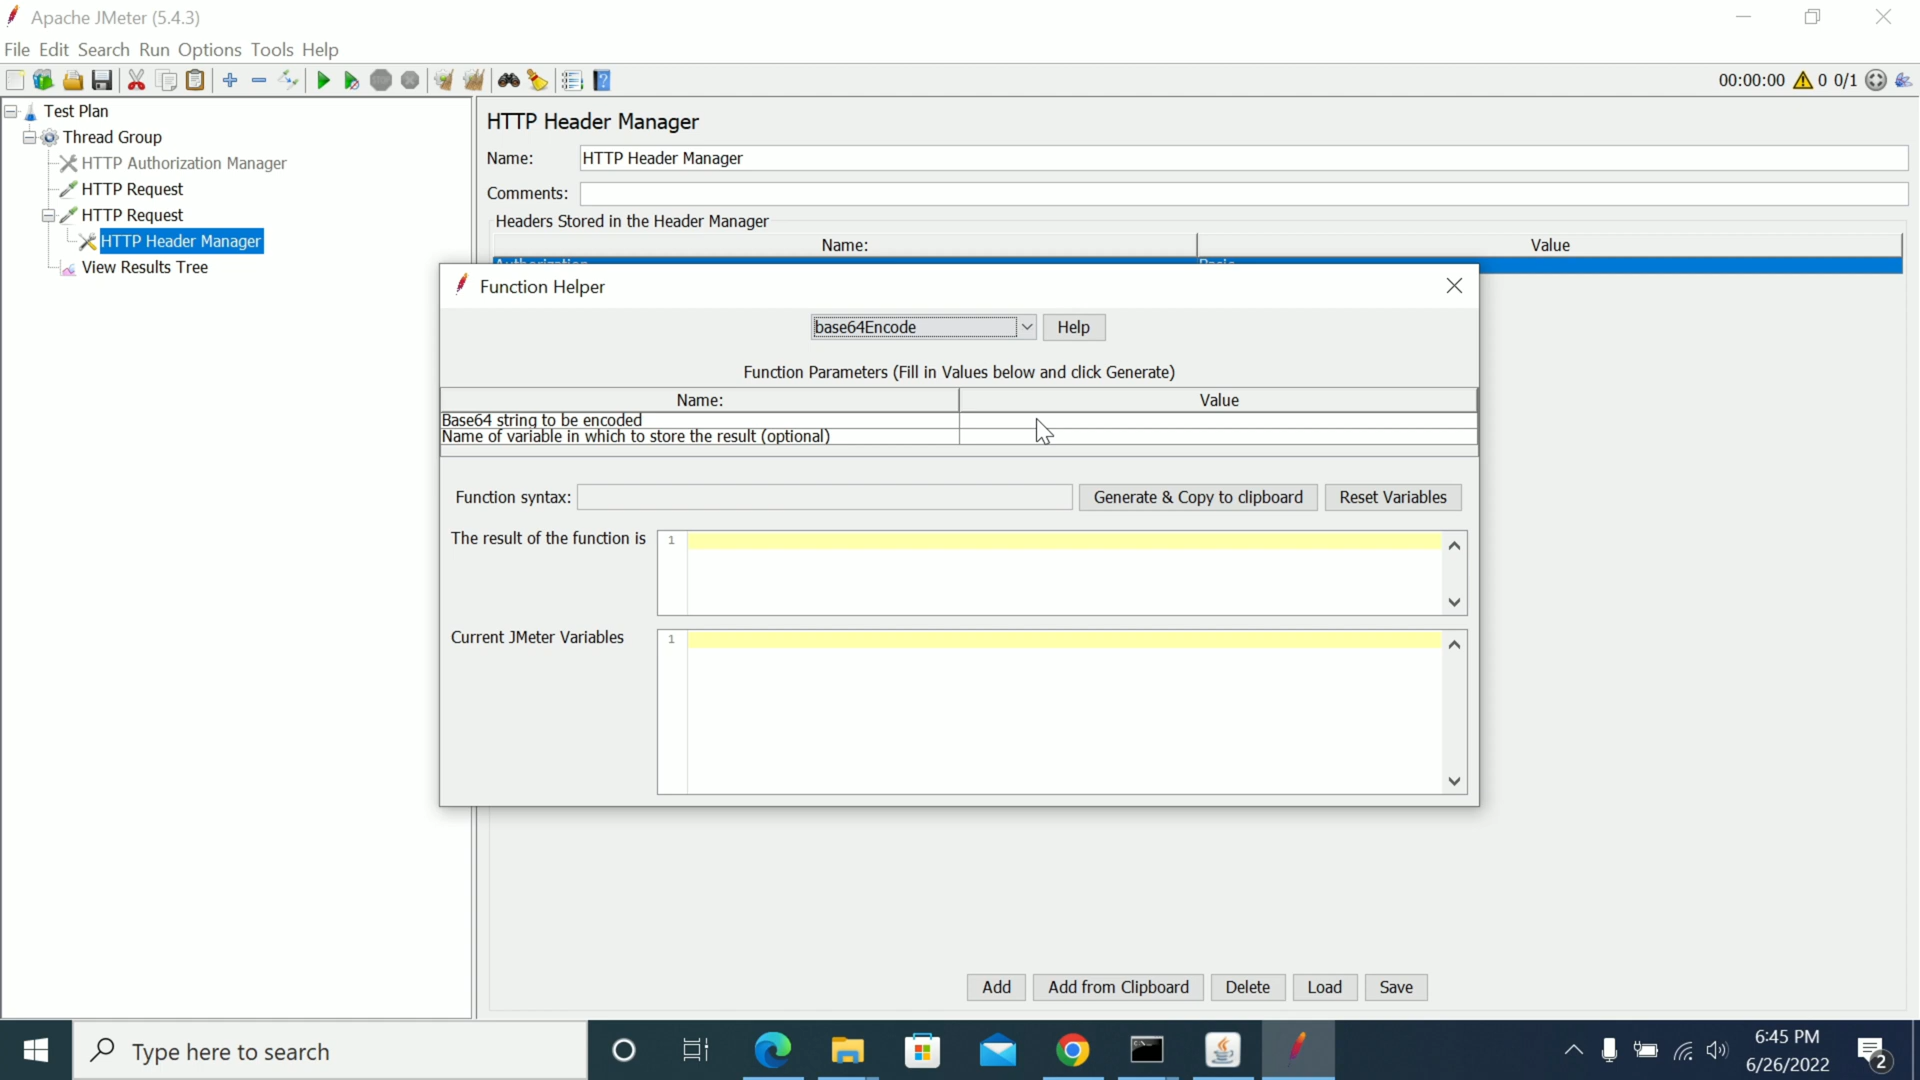 Apache JMeter (5.4.3)
File Edit Search Run Options Tools Help
00:00:00 0 0/1
Test Plan
Thread Group
HTTP Authorization Manager
HTTP Request
HTTP Request
HTTP Header Manager
View Results Tree
HTTP Header Manager
Name: HTTP Header Manager
Comments:
Headers Stored in the Header Manager
Name: Value
Authorization Basic
Function Helper
base64Encode Help
Function Parameters (Fill in Values below and click Generate)
Name: Value
Base64 string to be encoded
Name of variable in which to store the result (optional)
Function syntax: Generate & Copy to clipboard Reset Variables
The result of the function is 1
Current JMeter Variables 1
Add Add from Clipboard Delete Load Save
Type here to search
6:45 PM
6/26/2022
2